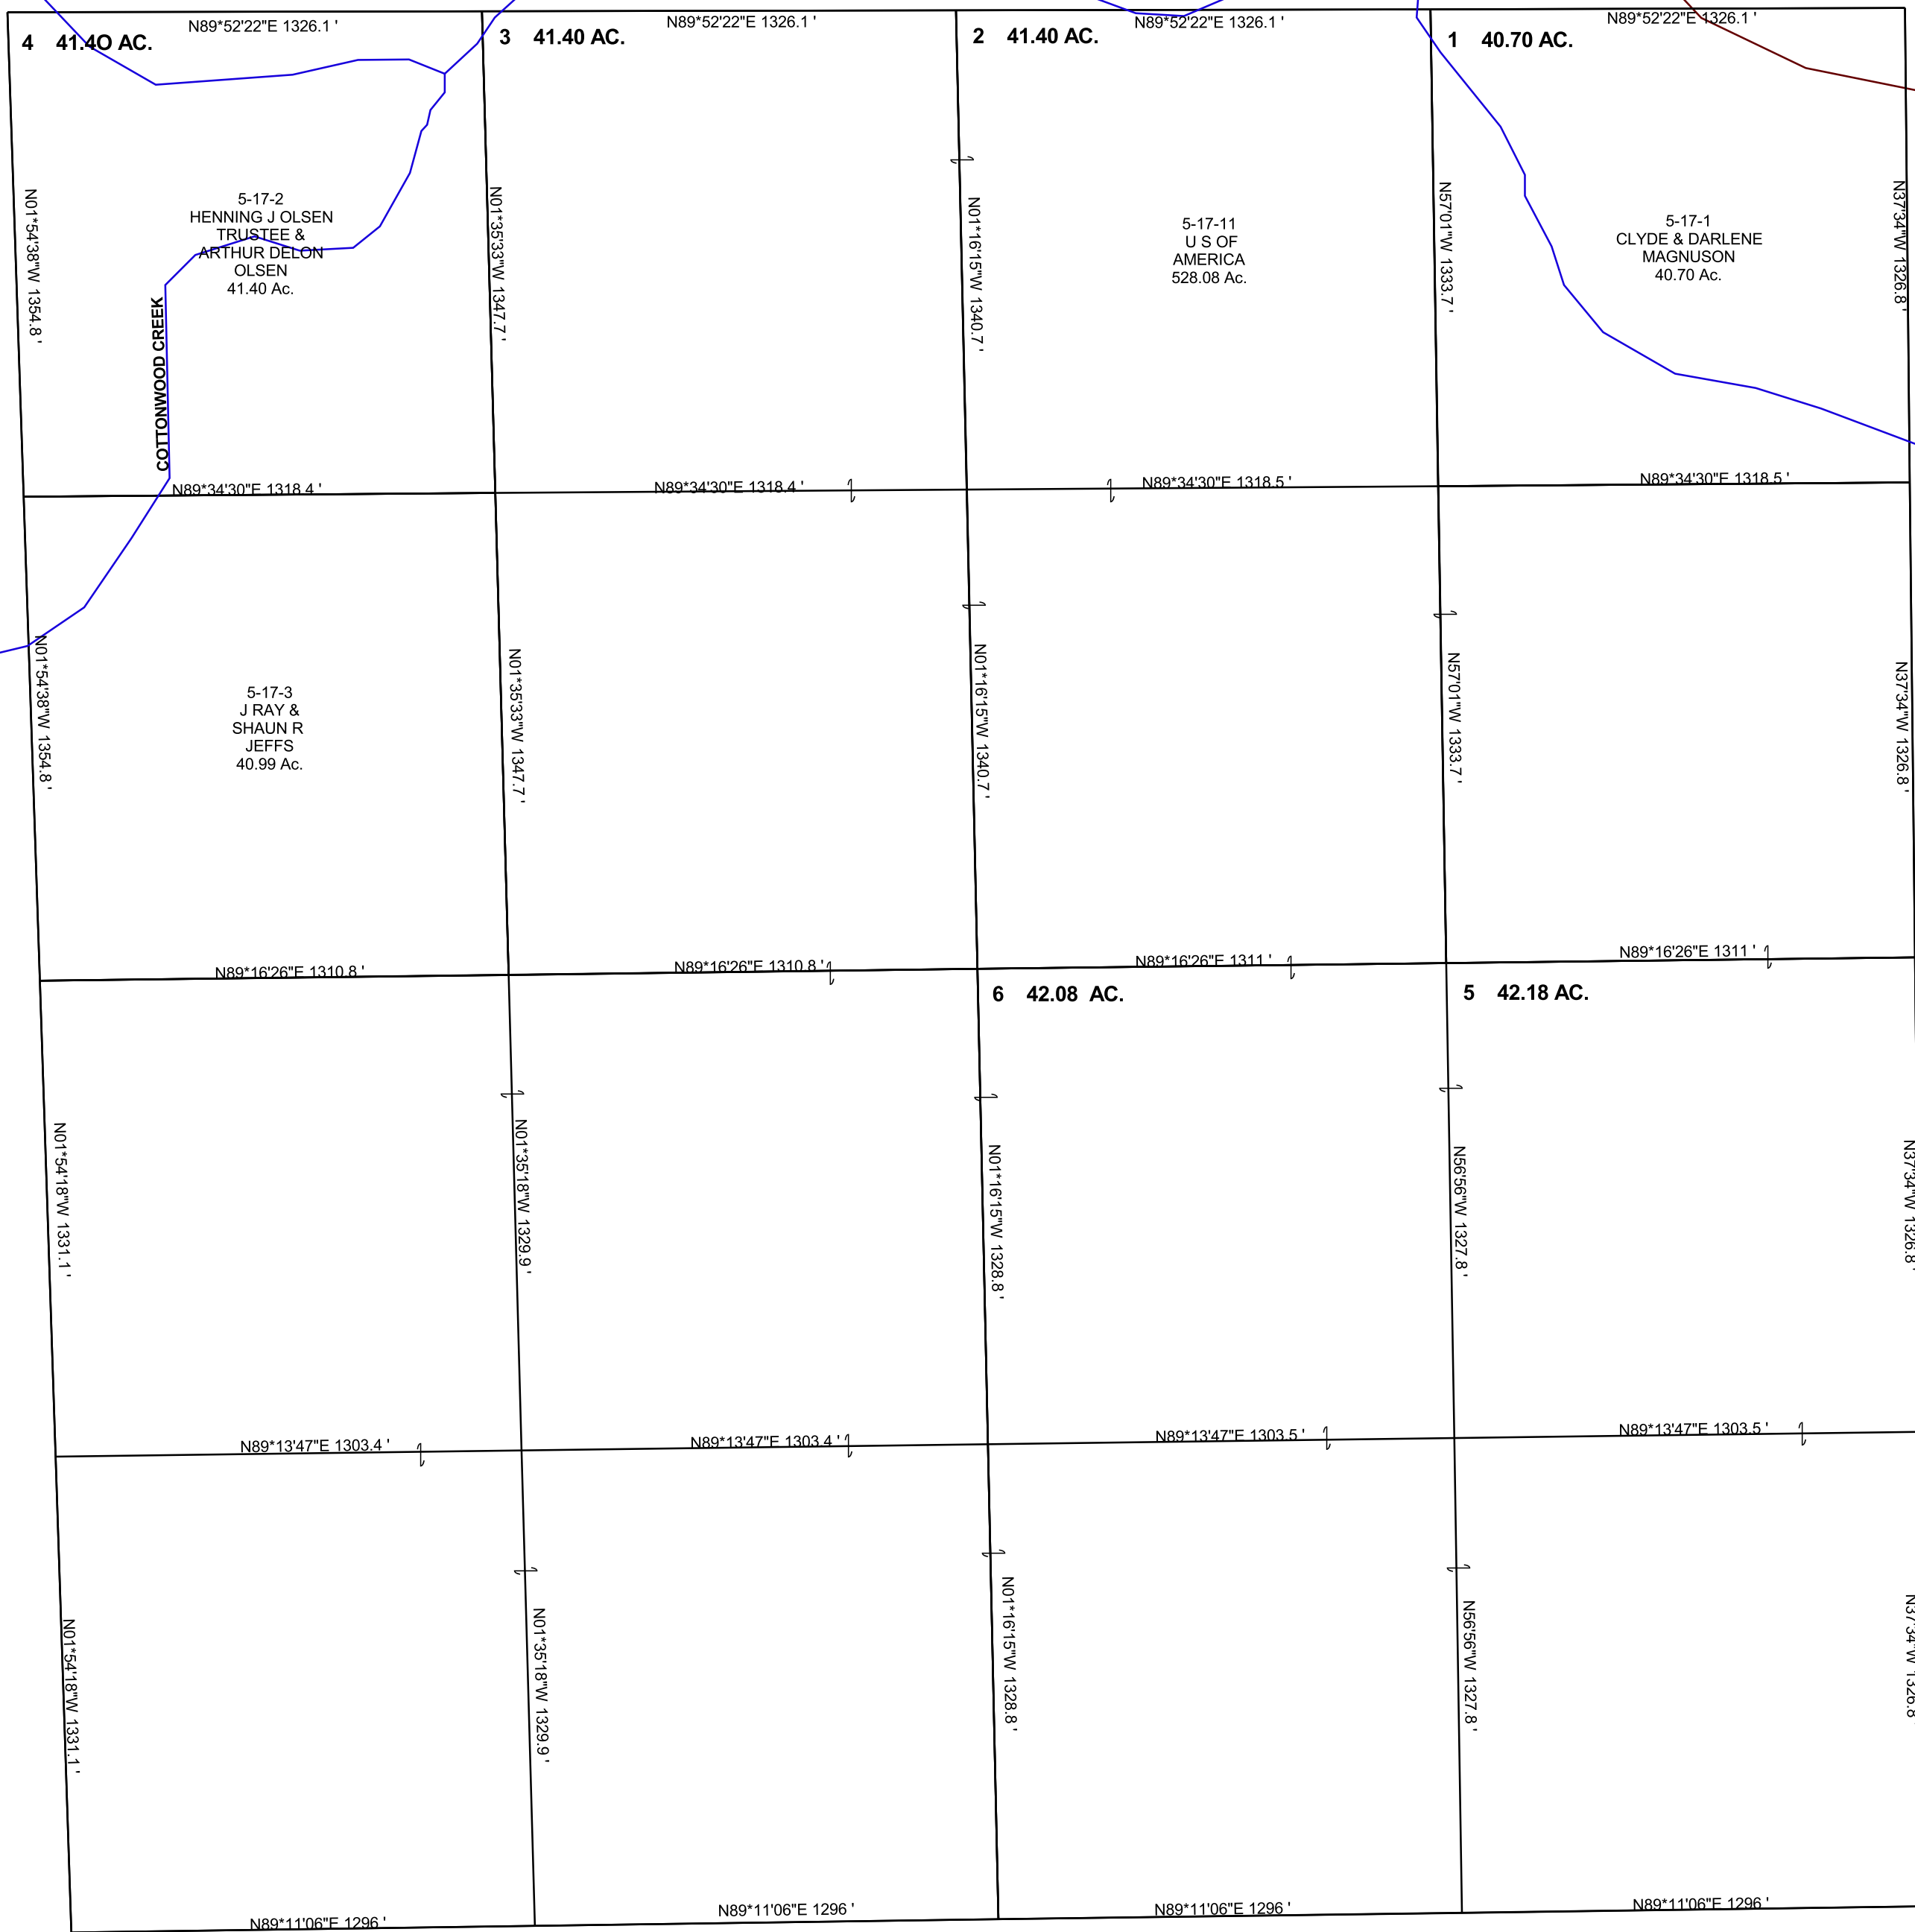 N89*52'22"E 1326.1 '
N89*52'22"E 1326.1 '
N89*52'22"E 1326.1 '
N89*52'22"E 1326.1 '
4 41.4O AC.
3 41.40 AC.
2 41.40 AC.
1 40.70 AC.
N01*54'38"W 1354.8 '
5-17-2
HENNING J OLSEN
TRUSTEE &
ARTHUR DELON
OLSEN
41.40 Ac.
COTTONWOOD CREEK
N01*35'33"W 1347.7 '
N01*16'15"W 1340.7 '
5-17-11
U S OF
AMERICA
528.08 Ac.
N57'01"W 1333.7 '
5-17-1
CLYDE & DARLENE
MAGNUSON
40.70 Ac.
N37'34"W 1326.8 '
N89*34'30"E 1318.4 '
N89*34'30"E 1318.4 '
N89*34'30"E 1318.5 '
N89*34'30"E 1318.5 '
N01*54'38"W 1354.8 '
5-17-3
J RAY &
SHAUN R
JEFFS
40.99 Ac.
N01*35'33"W 1347.7 '
N01*16'15"W 1340.7 '
N57'01"W 1333.7 '
N37'34"W 1326.8 '
N89*16'26"E 1310.8 '
N89*16'26"E 1310.8 '
N89*16'26"E 1311 '
N89*16'26"E 1311 '
6 42.08 AC.
5 42.18 AC.
N01*54'18"W 1331.1 '
N01*35'18"W 1329.9 '
N01*16'15"W 1328.8 '
N56'56"W 1327.8 '
N37'34"W 1326.8 '
N89*13'47"E 1303.4 '
N89*13'47"E 1303.4 '
N89*13'47"E 1303.5 '
N89*13'47"E 1303.5 '
N01*54'18"W 1331.1 '
N01*35'18"W 1329.9 '
N01*16'15"W 1328.8 '
N56'56"W 1327.8 '
N37'34"W 1326.8 '
N89*11'06"E 1296 '
N89*11'06"E 1296 '
N89*11'06"E 1296 '
N89*11'06"E 1296 '